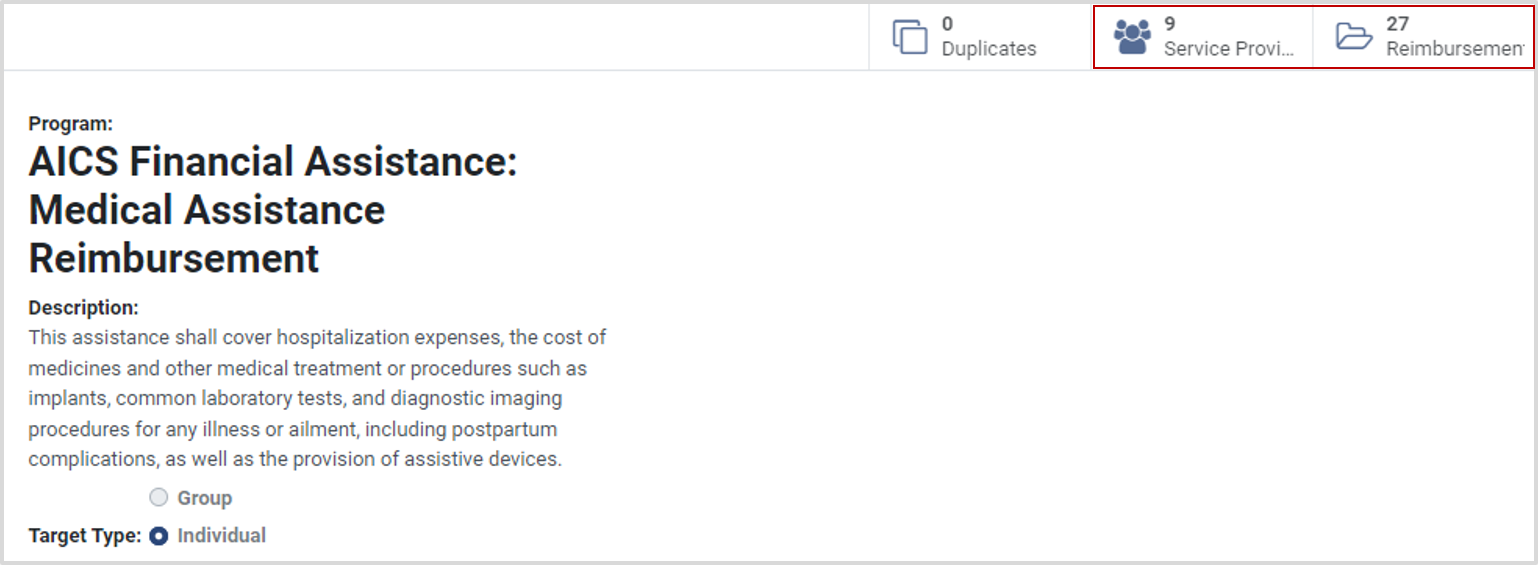 0
Duplicates
9
Service Provi...
27
Reimbursement
Program:
AICS Financial Assistance:
Medical Assistance
Reimbursement
Description:
This assistance shall cover hospitalization expenses, the cost of
medicines and other medical treatment or procedures such as
implants, common laboratory tests, and diagnostic imaging
procedures for any illness or ailment, including postpartum
complications, as well as the provision of assistive devices.
Group
Target Type: Individual